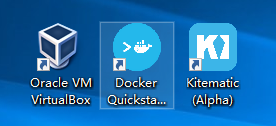 Oracle VM
VirtualBox
Docker
Quicksta...
Kitematic
(Alpha)